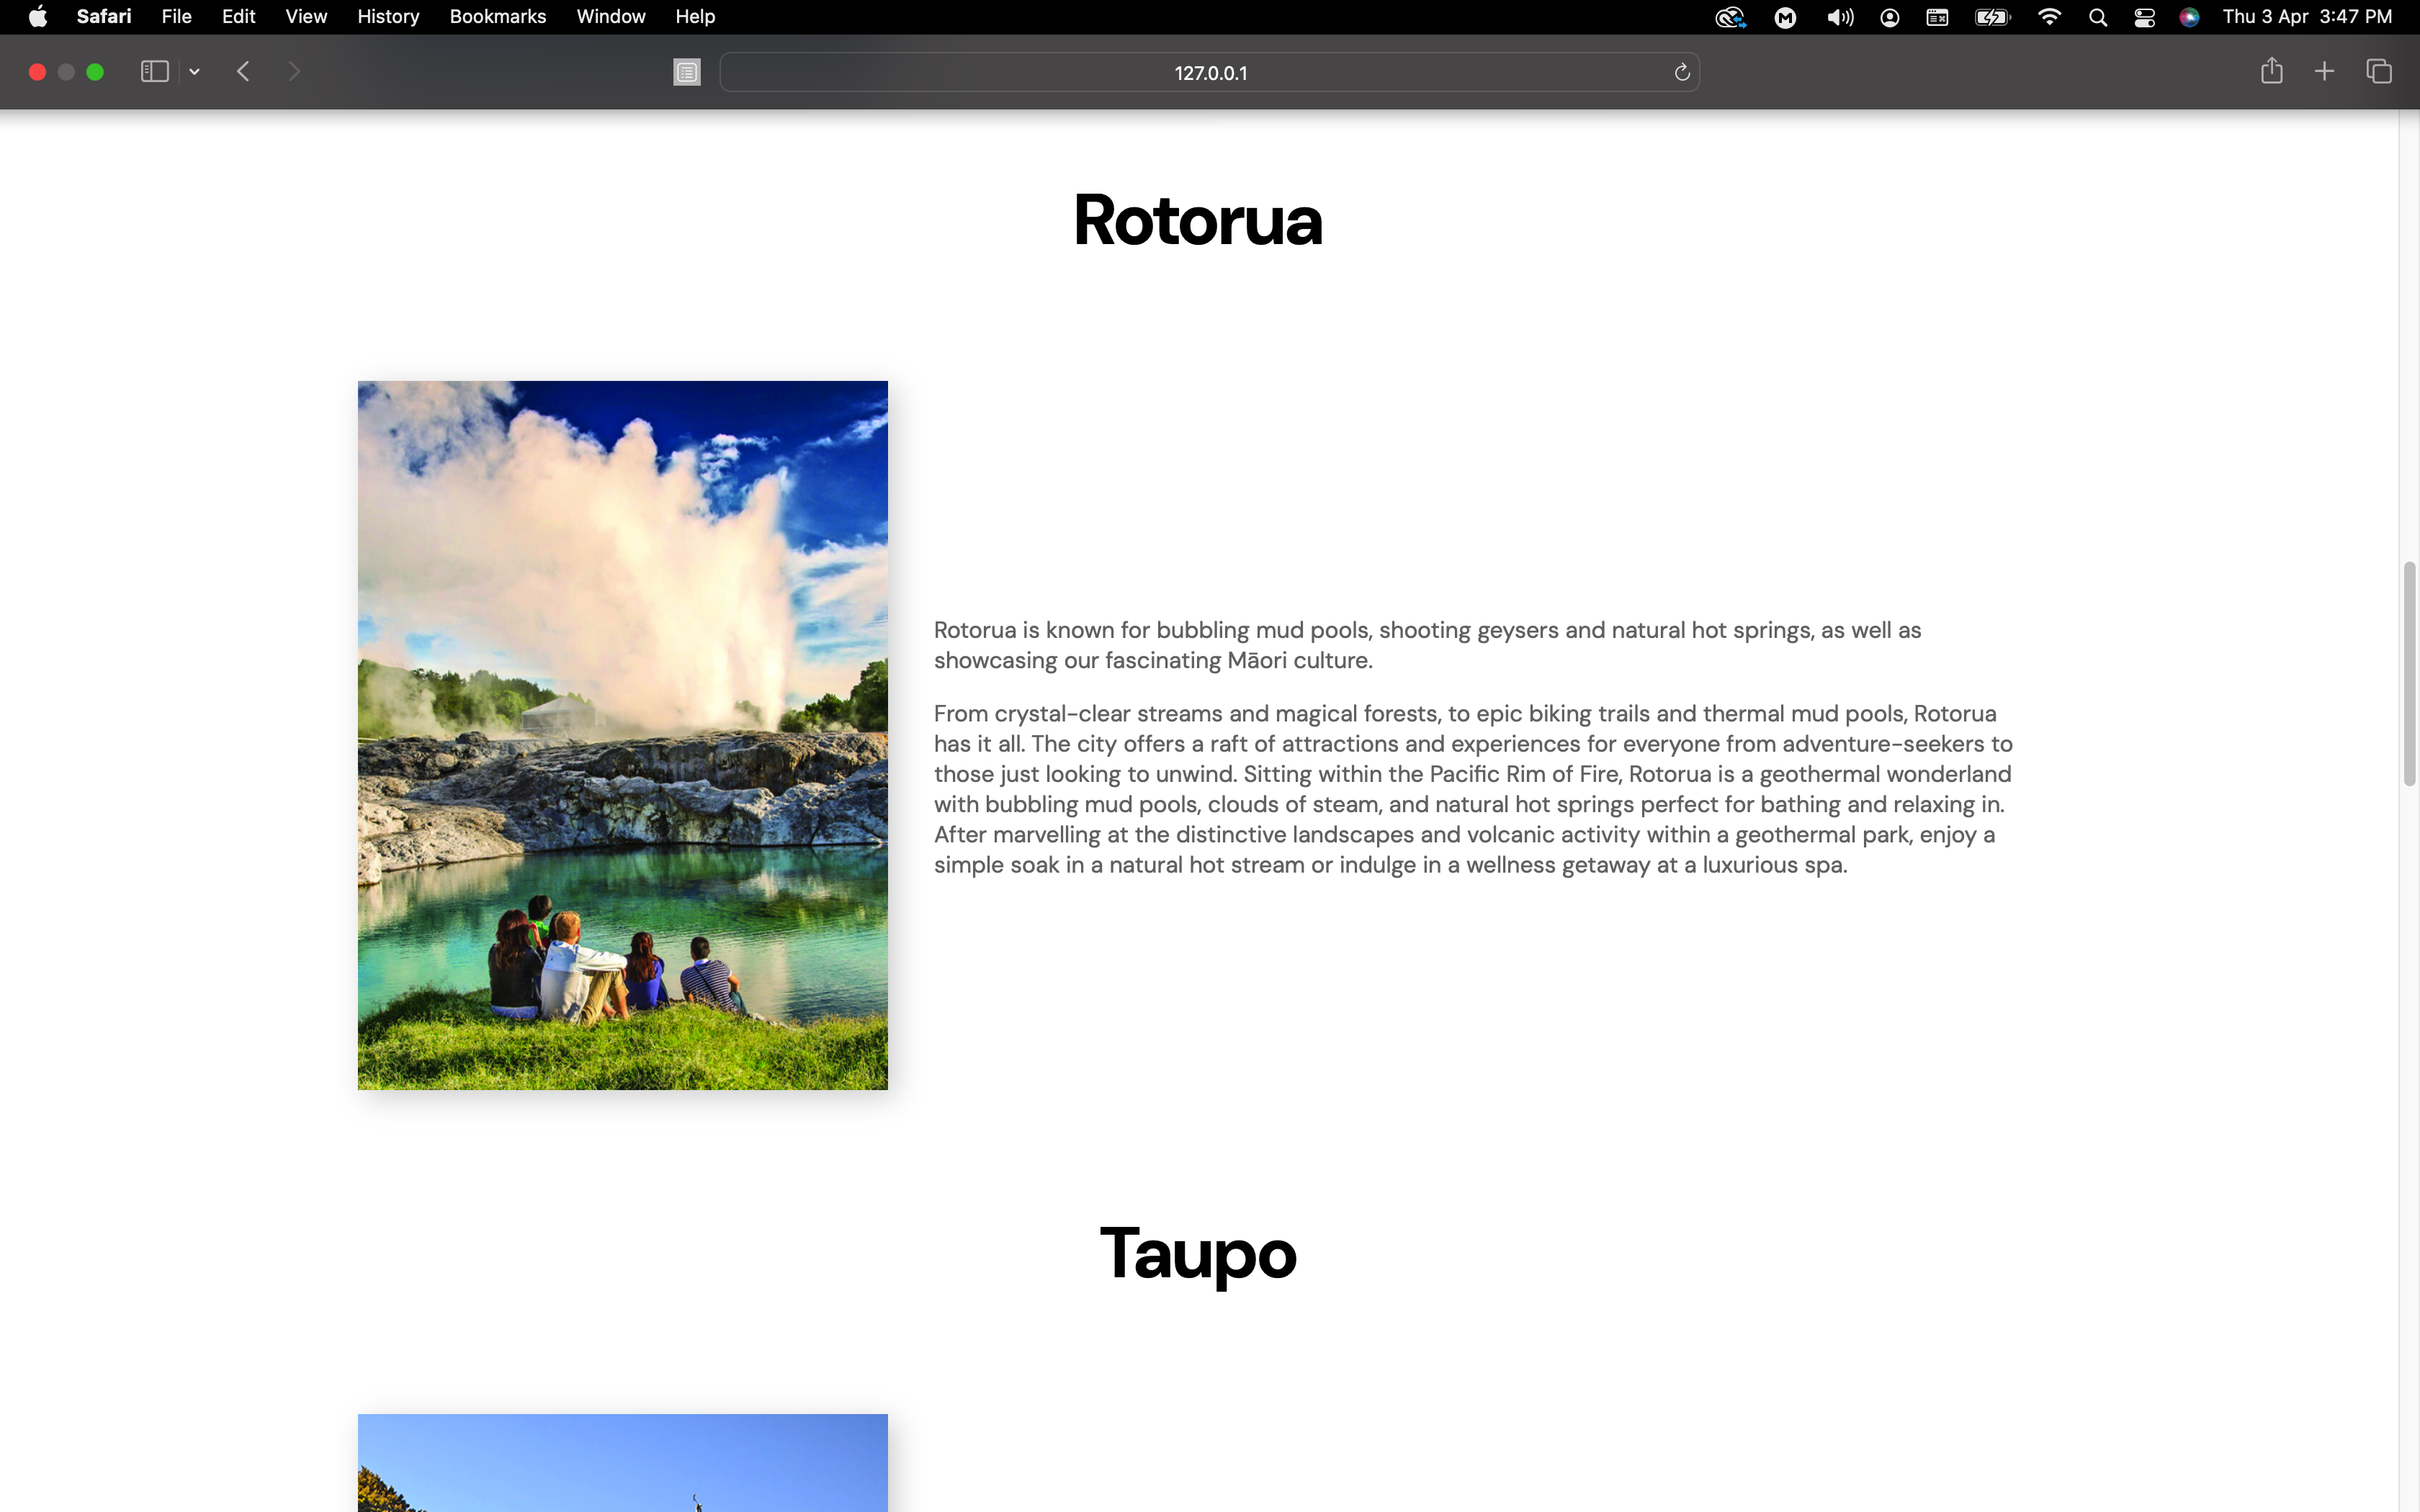 Safari File Edit View History Bookmarks Window Help Thu 3 Apr 3:47 PM
127.0.0.1
Rotorua
Rotorua is known for bubbling mud pools, shooting geysers and natural hot springs, as well as
showcasing our fascinating Māori culture.
From crystal-clear streams and magical forests, to epic biking trails and thermal mud pools, Rotorua
has it all. The city offers a raft of attractions and experiences for everyone from adventure-seekers to
those just looking to unwind. Sitting within the Pacific Rim of Fire, Rotorua is a geothermal wonderland
with bubbling mud pools, clouds of steam, and natural hot springs perfect for bathing and relaxing in.
After marvelling at the distinctive landscapes and volcanic activity within a geothermal park, enjoy a
simple soak in a natural hot stream or indulge in a wellness getaway at a luxurious spa.
Taupo